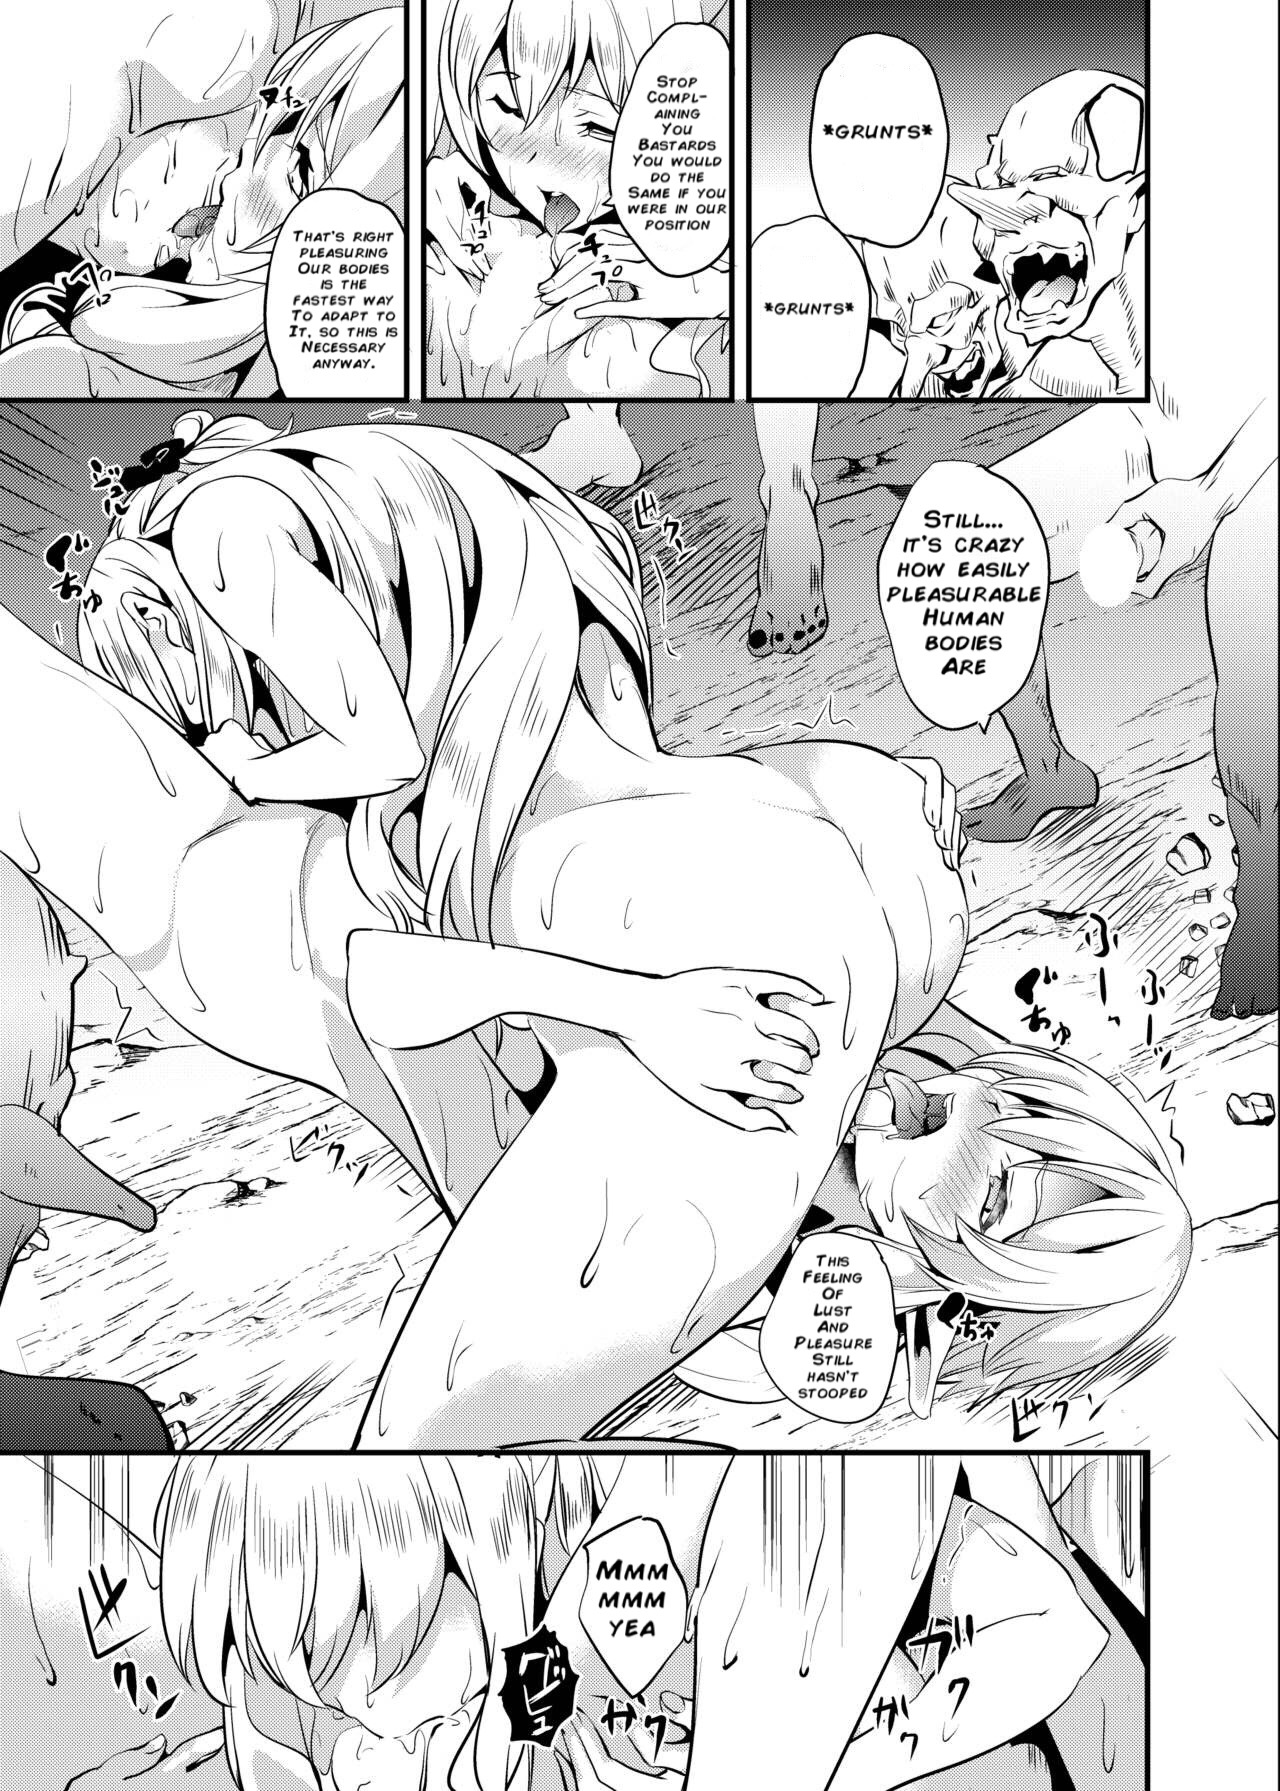 *GRUNTS*
*GRUNTS*
STOP
COMPL-
AINING
YOU
BASTARDS
YOU WOULD
DO THE
SAME IF YOU
WERE IN OUR
POSITION
THAT'S RIGHT
PLEASURING
OUR BODIES
IS THE
FASTEST WAY
TO ADAPT TO
IT, SO THIS IS
NECESSARY
ANYWAY.
STILL...
IT'S CRAZY
HOW EASILY
PLEASURABLE
HUMAN
BODIES
ARE
THIS
FEELING
OF
LUST
AND
PLEASURE
STILL
HASN'T
STOOPED
MMM
MMM
YEA